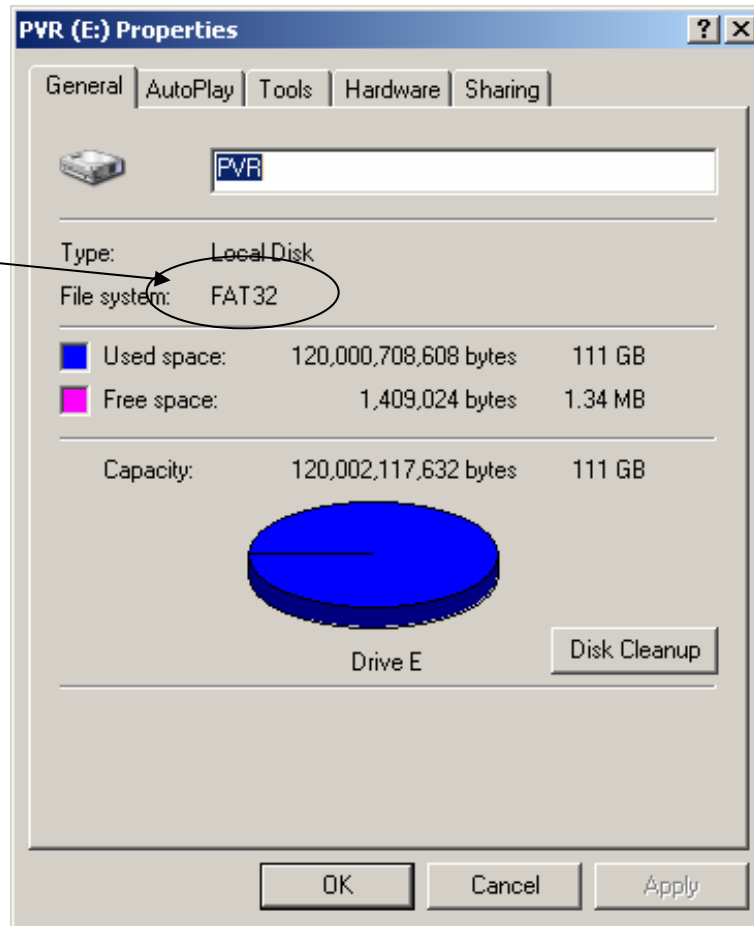 PVR (E:) Properties
General AutoPlay Tools Hardware Sharing
PVR
Type: Local Disk
File system: FAT32
Used space: 120,000,708,608 bytes 111 GB
Free space: 1,409,024 bytes 1.34 MB
Capacity: 120,002,117,632 bytes 111 GB
Drive E
Disk Cleanup
OK Cancel Apply